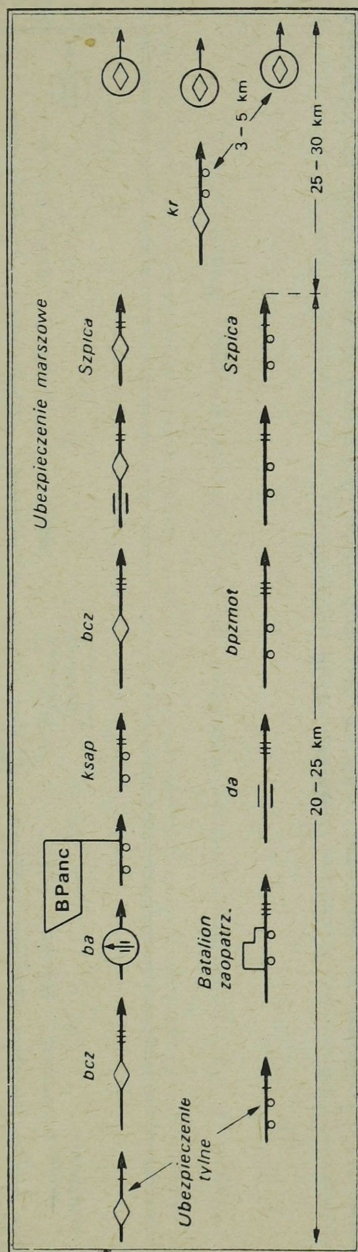 3 – 5 km
25 – 30 km
kr
Ubezpieczenie marszowe
Szpica
Szpica
bcz
bpzmot
ksap
da
20 – 25 km
BPanc
ba
Batalion
zaopatrz.
bcz
Ubezpieczenie
tylne